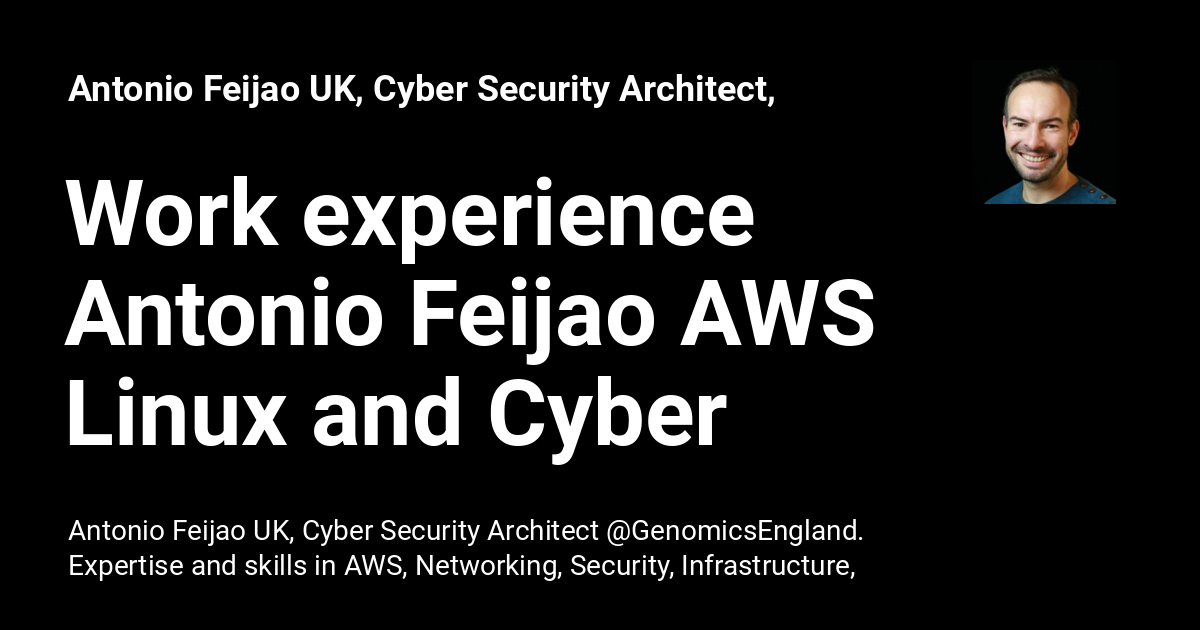 Antonio Feijao UK, Cyber Security Architect,
Work experience
Antonio Feijao AWS
Linux and Cyber
Antonio Feijao UK, Cyber Security Architect @GenomicsEngland.
Expertise and skills in AWS, Networking, Security, Infrastructure,